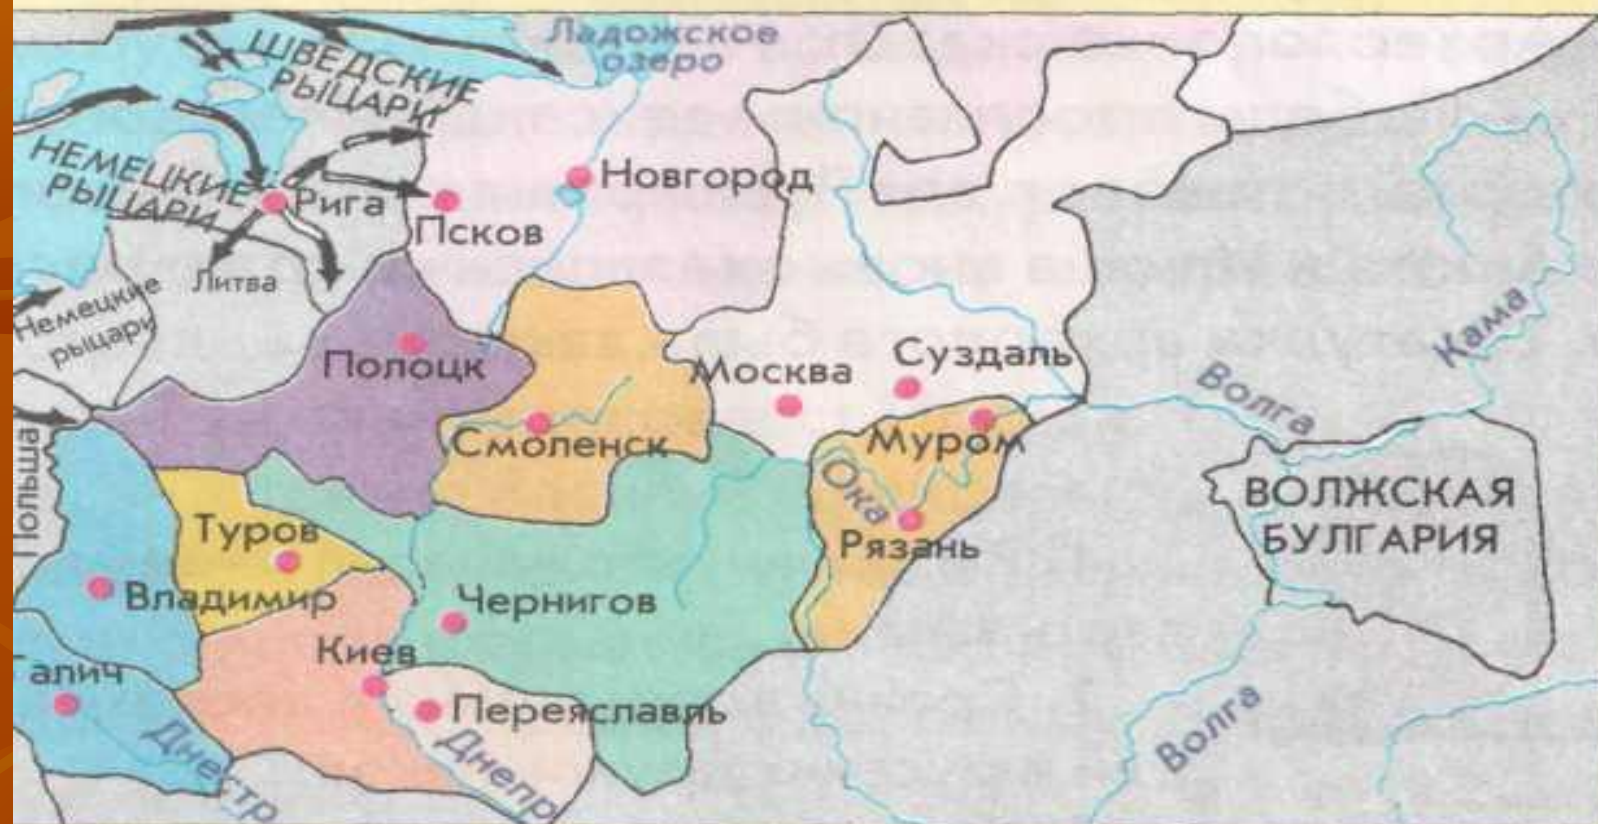 Ладожское
озеро
ШВЕДСКИЕ
РЫЦАРИ
НЕМЕЦКИЕ
РЫЦАРИ
Рига
Новгород
Псков
Литва
Немецкие
рыцари
Кама
Полоцк
Москва
Суздаль
Волга
Польша
Смоленск
Муром
Ока
ВОЛЖСКАЯ
БУЛГАРИЯ
Туров
Рязань
Владимир
Чернигов
Киев
Галич
Переяславль
Днестр
Днепр
Волга